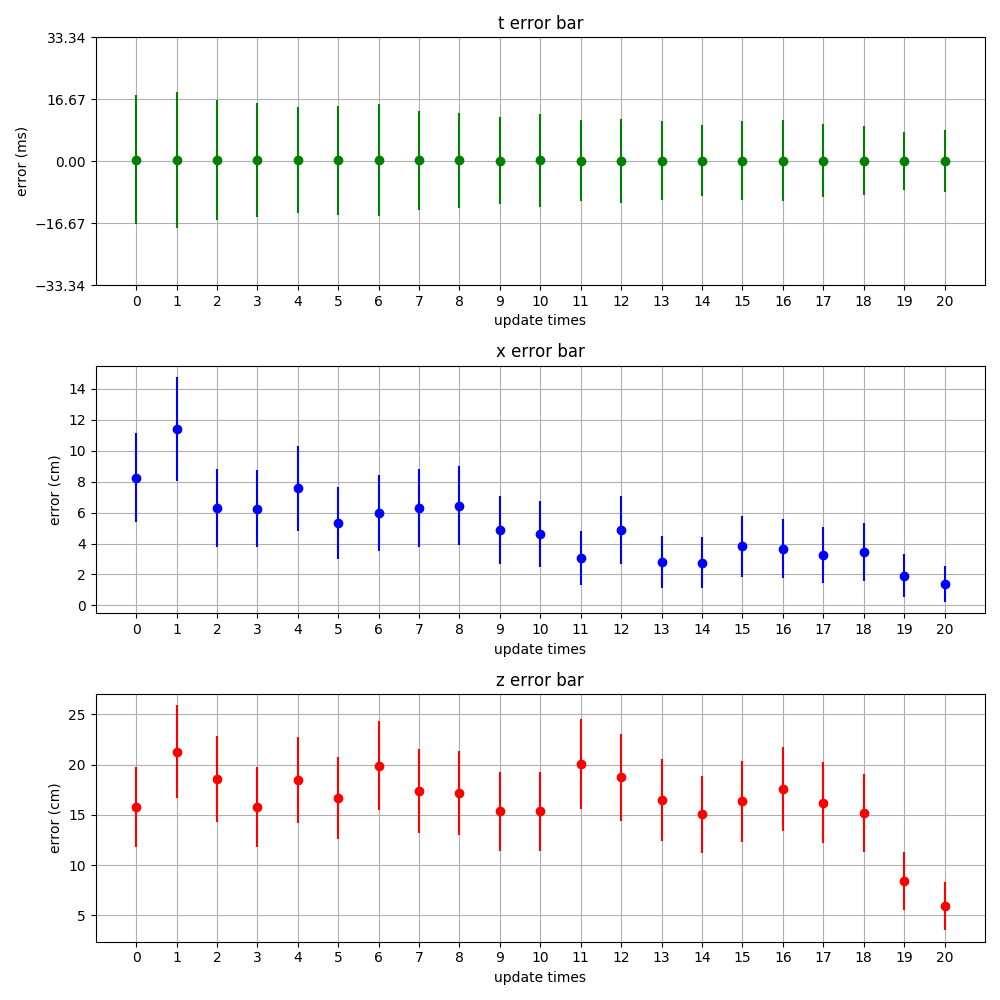 t error bar
33.34
16.67
0.00
−16.67
−33.34
error (ms)
0 1 2 3 4 5 6 7 8 9 10 11 12 13 14 15 16 17 18 19 20
update times
x error bar
14
12
10
8
6
4
2
0
error (cm)
0 1 2 3 4 5 6 7 8 9 10 11 12 13 14 15 16 17 18 19 20
update times
z error bar
25
20
15
10
5
error (cm)
0 1 2 3 4 5 6 7 8 9 10 11 12 13 14 15 16 17 18 19 20
update times